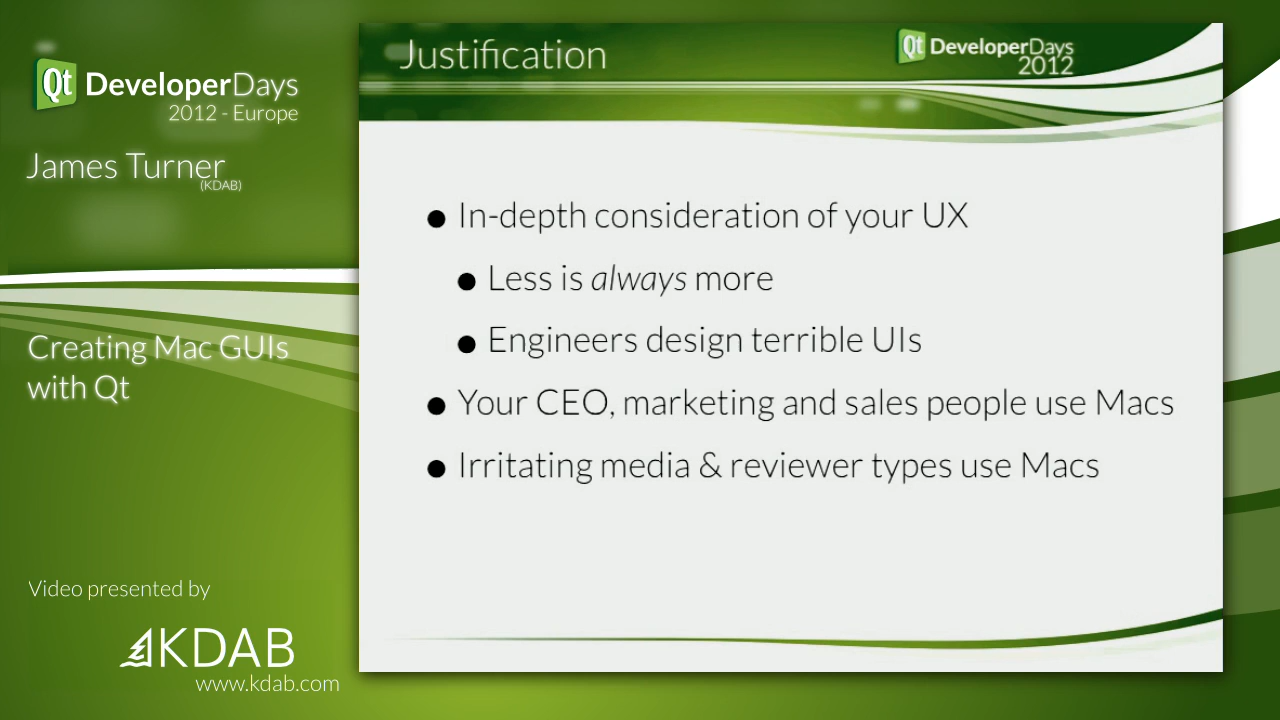 Qt DeveloperDays
2012 - Europe
James Turner
(KDAB)
Creating Mac GUIs
with Qt
Video presented by
KDAB
www.kdab.com
Justification
Qt DeveloperDays
2012
● In-depth consideration of your UX
● Less is always more
● Engineers design terrible UIs
● Your CEO, marketing and sales people use Macs
● Irritating media & reviewer types use Macs